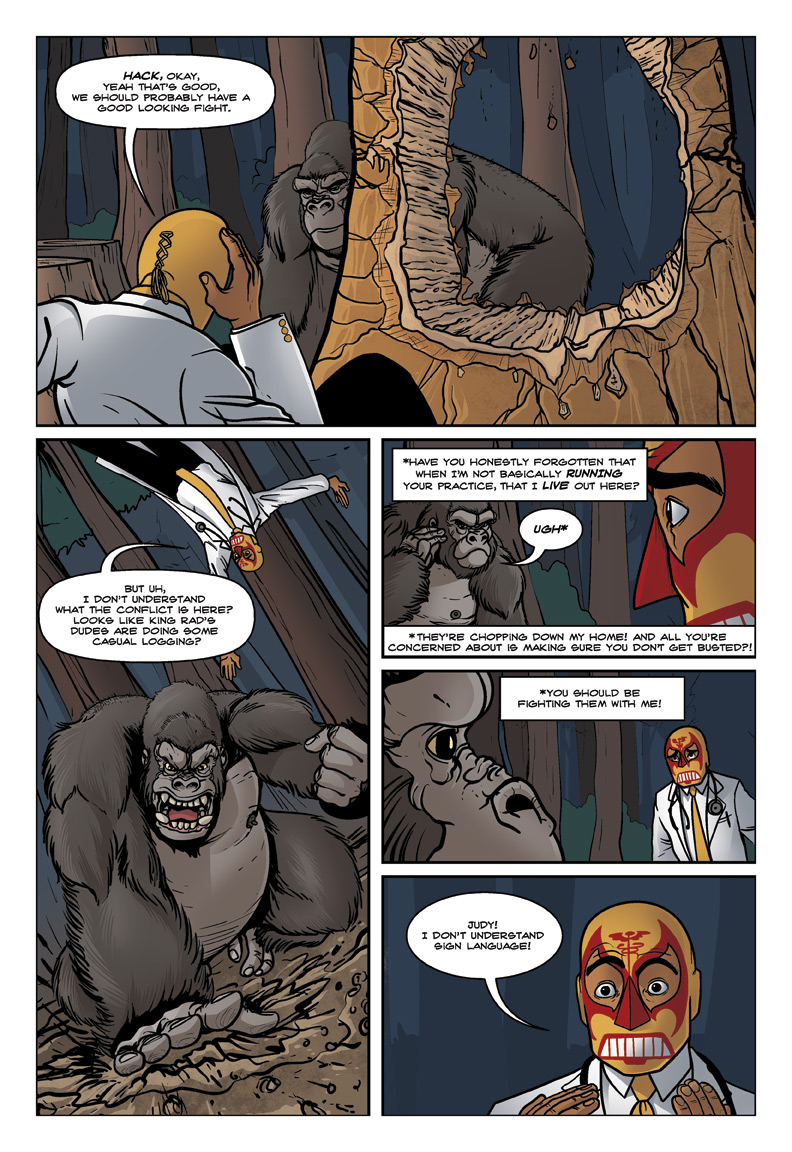 HACK, OKAY,
YEAH THAT'S GOOD,
WE SHOULD PROBABLY HAVE A
GOOD LOOKING FIGHT.
BUT UH,
I DON'T UNDERSTAND
WHAT THE CONFLICT IS HERE?
LOOKS LIKE KING RAD'S
DUDES ARE DOING SOME
CASUAL LOGGING?
*HAVE YOU HONESTLY FORGOTTEN THAT
WHEN I'M NOT BASICALLY RUNNING
YOUR PRACTICE, THAT I LIVE OUT HERE?
UGH*
*THEY'RE CHOPPING DOWN MY HOME! AND ALL YOU'RE
CONCERNED ABOUT IS MAKING SURE YOU DON'T GET BUSTED?!
*YOU SHOULD BE
FIGHTING THEM WITH ME!
JUDY!
I DON'T UNDERSTAND
SIGN LANGUAGE!